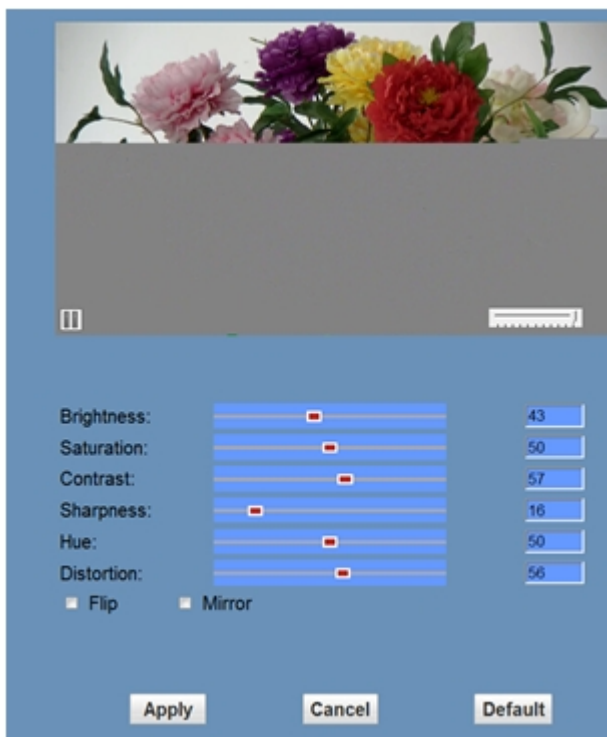 Brightness: 43
Saturation: 50
Contrast: 57
Sharpness: 16
Hue: 50
Distortion: 56
Flip Mirror
Apply Cancel Default